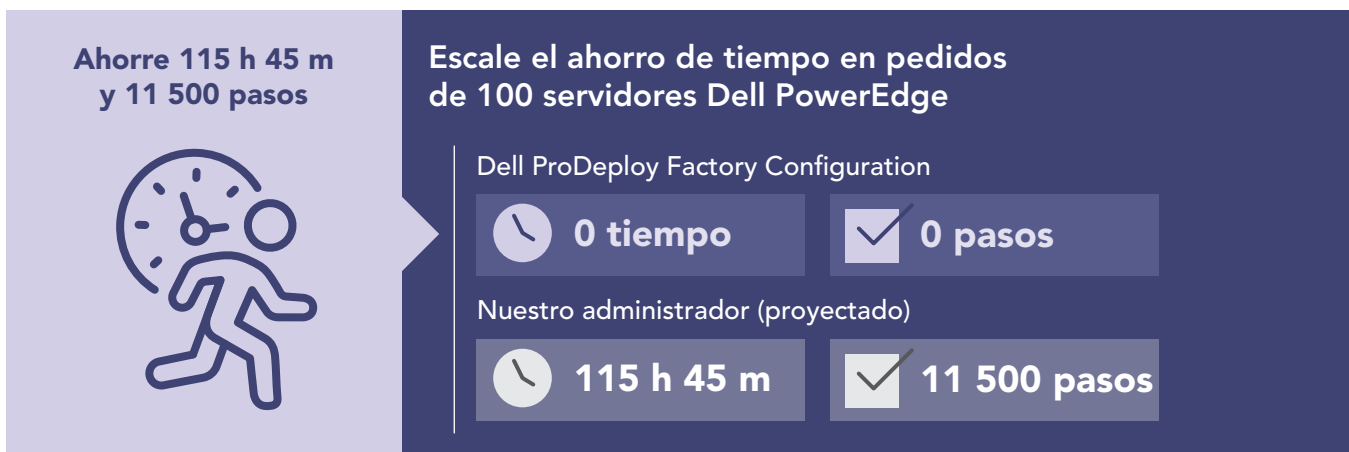 Ahorre 115 h 45 m
y 11 500 pasos
Escale el ahorro de tiempo en pedidos
de 100 servidores Dell PowerEdge
Dell ProDeploy Factory Configuration
0 tiempo
0 pasos
Nuestro administrador (proyectado)
115 h 45 m
11 500 pasos